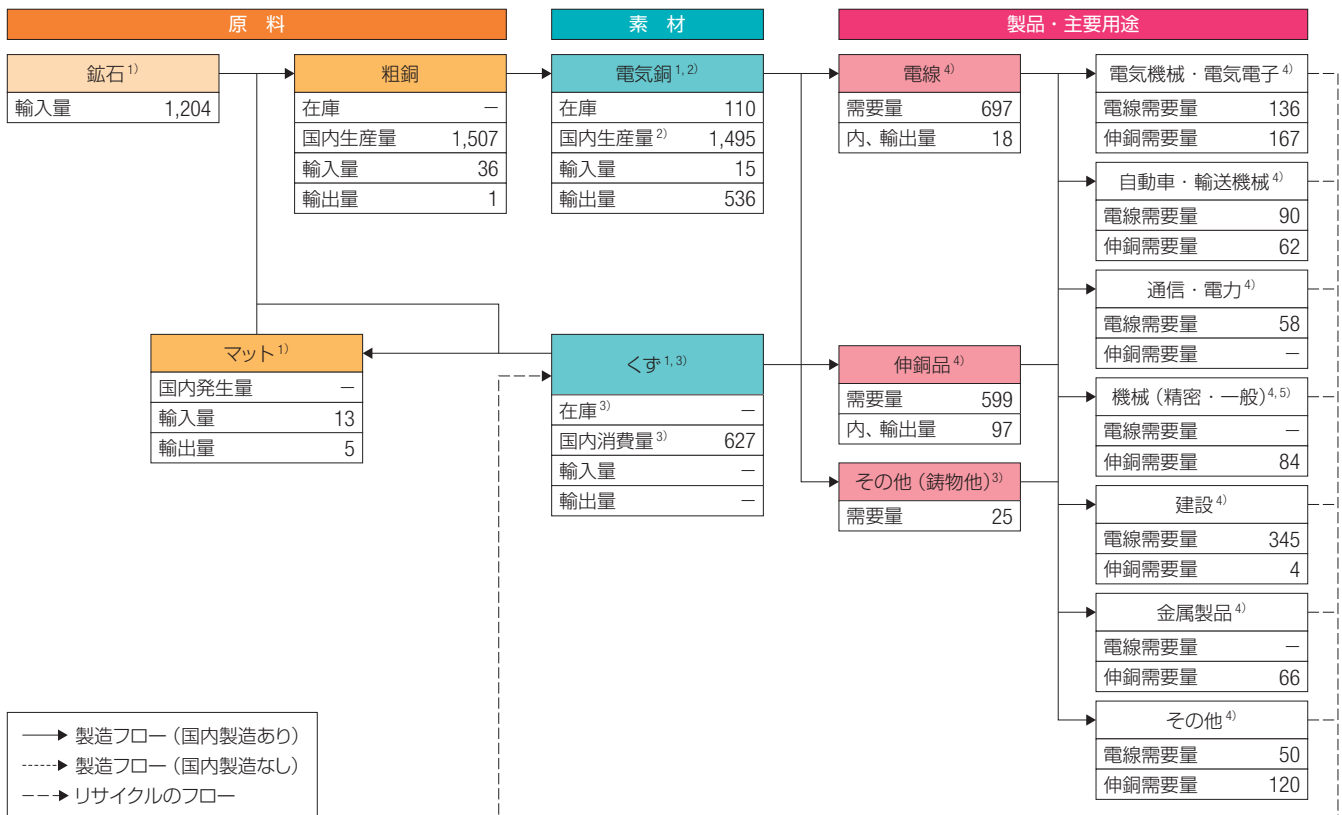 原 料
素 材
製品・主要用途
鉱石1)
輸入量 1,204
粗銅
在庫 −
国内生産量 1,507
輸入量 36
輸出量 1
マット1)
国内発生量 −
輸入量 13
輸出量 5
電気銅1, 2)
在庫 110
国内生産量2) 1,495
輸入量 15
輸出量 536
くず1, 3)
在庫3) −
国内消費量3) 627
輸入量 −
輸出量 −
電線4)
需要量 697
内、輸出量 18
伸銅品4)
需要量 599
内、輸出量 97
その他（鋳物他）3)
需要量 25
電気機械・電気電子4)
電線需要量 136
伸銅需要量 167
自動車・輸送機械4)
電線需要量 90
伸銅需要量 62
通信・電力4)
電線需要量 58
伸銅需要量 −
機械（精密・一般）4, 5)
電線需要量 −
伸銅需要量 84
建設4)
電線需要量 345
伸銅需要量 4
金属製品4)
電線需要量 −
伸銅需要量 66
その他4)
電線需要量 50
伸銅需要量 120
製造フロー（国内製造あり）
製造フロー（国内製造なし）
リサイクルのフロー